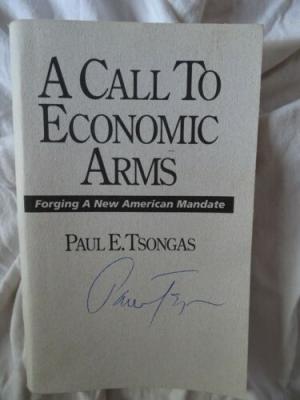 A CALL TO
ECONOMIC
ARMS
Forging A New American Mandate
PAUL E. TSONGAS